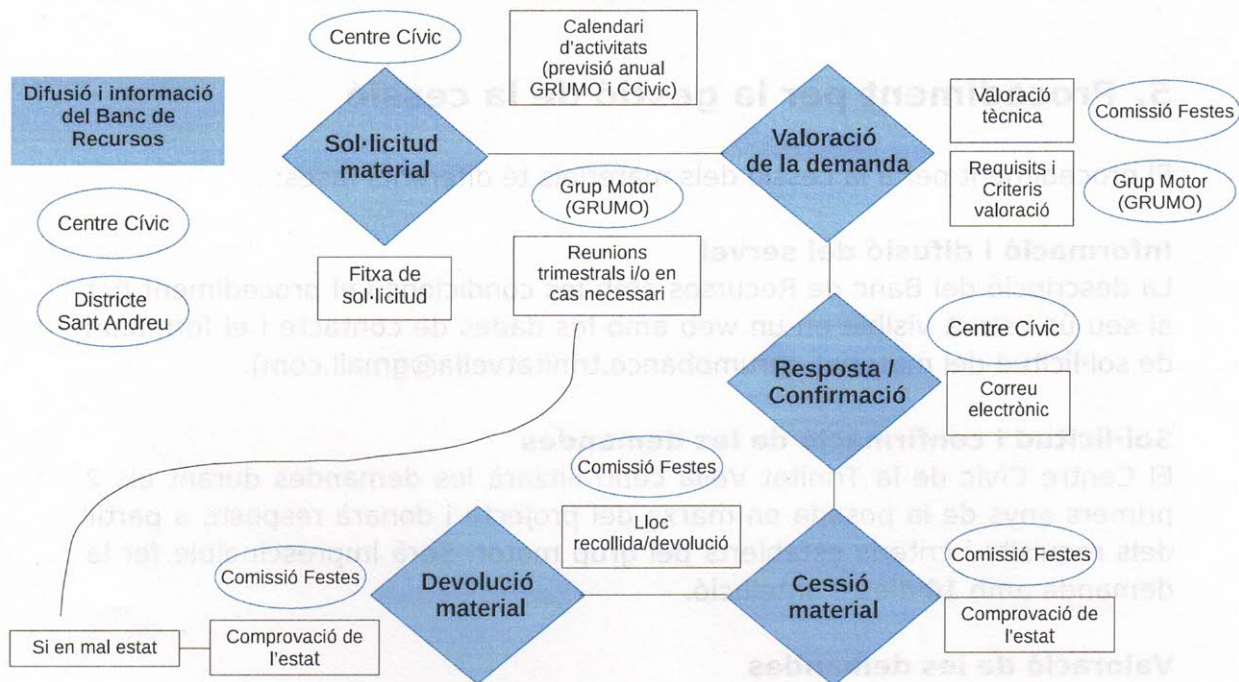 Centre Cívic
Calendari
d'activitats
(previsió anual
GRUMO i CCivic)
Difusió i informació
del Banc de
Recursos
Sol·licitud
material
Valoració
de la demanda
Valoració
tècnica
Comissió Festes
Requisits i
Criteris
valoració
Grup Motor
(GRUMO)
Grup Motor
(GRUMO)
Centre Cívic
Fitxa de
sol·licitud
Reunions
trimestrals i/o en
cas necessari
Districte
Sant Andreu
Centre Cívic
Resposta /
Confirmació
Correu
electrònic
Comissió Festes
Lloc
recollida/devolució
Comissió Festes
Devolució
material
Cessió
material
Comissió Festes
Si en mal estat
Comprovació de
l'estat
Comprovació de
l'estat